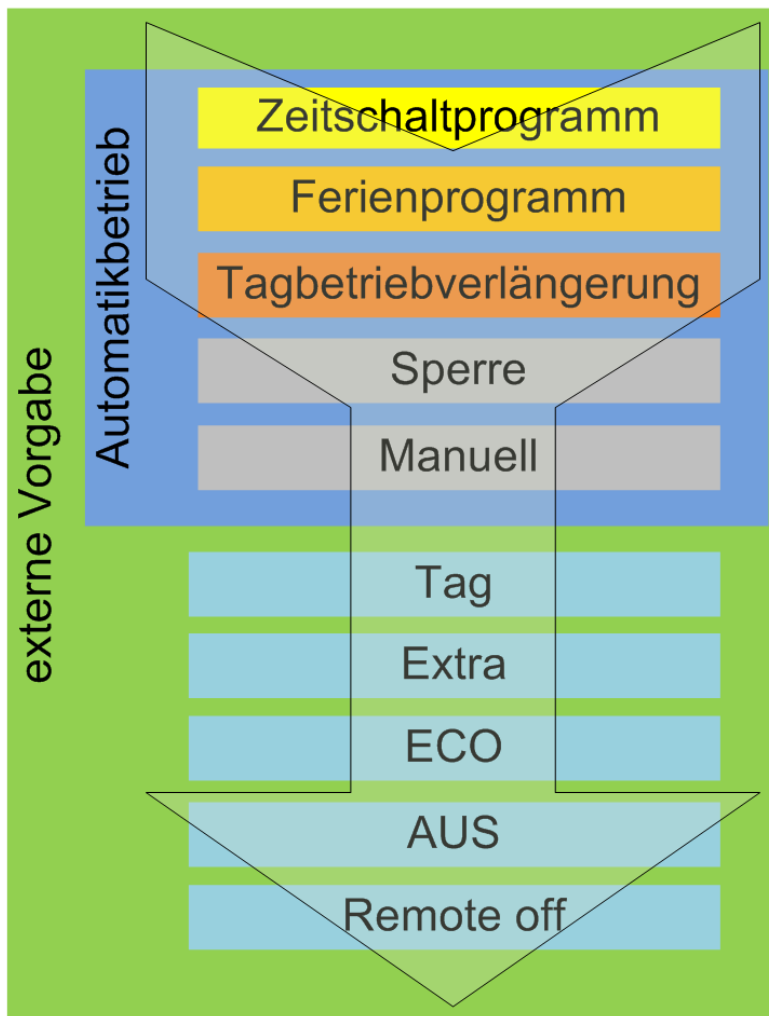 externe Vorgabe
Automatikbetrieb
Zeitschaltprogramm
Ferienprogramm
Tagbetriebverlängerung
Sperre
Manuell
Tag
Extra
ECO
AUS
Remote off